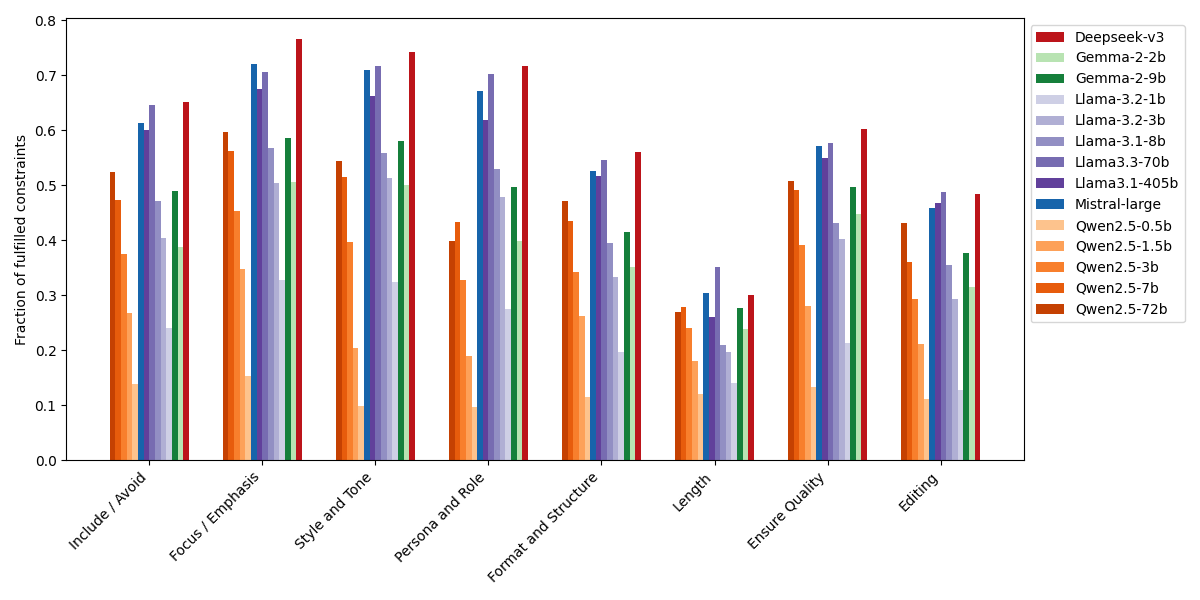 Fraction of fulfilled constraints
0.8
0.7
0.6
0.5
0.4
0.3
0.2
0.1
0.0
Include / Avoid
Focus / Emphasis
Style and Tone
Persona and Role
Format and Structure
Length
Ensure Quality
Editing
Deepseek-v3
Gemma-2-2b
Gemma-2-9b
Llama-3.2-1b
Llama-3.2-3b
Llama-3.1-8b
Llama3.3-70b
Llama3.1-405b
Mistral-large
Qwen2.5-0.5b
Qwen2.5-1.5b
Qwen2.5-3b
Qwen2.5-7b
Qwen2.5-72b